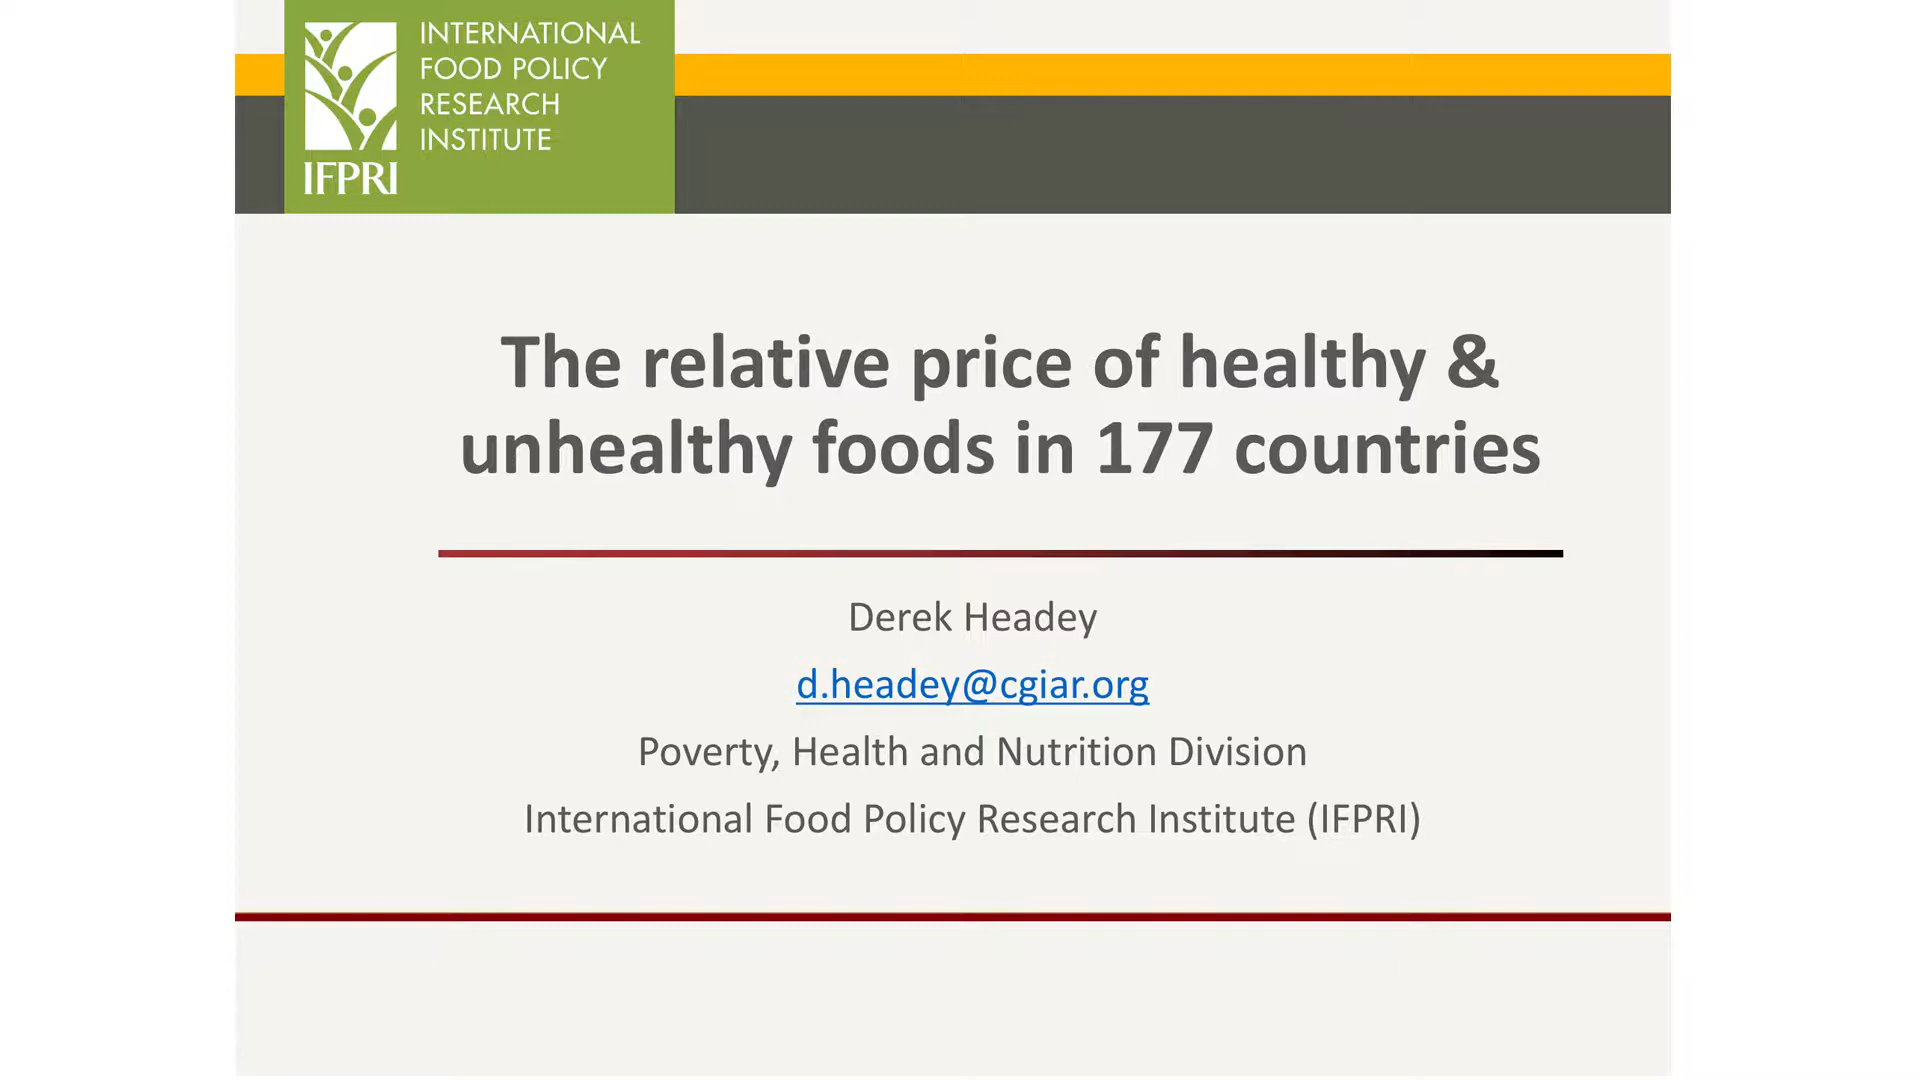 INTERNATIONAL
FOOD POLICY
RESEARCH
INSTITUTE
IFPRI
The relative price of healthy &
unhealthy foods in 177 countries
Derek Headey
d.headey@cgiar.org
Poverty, Health and Nutrition Division
International Food Policy Research Institute (IFPRI)